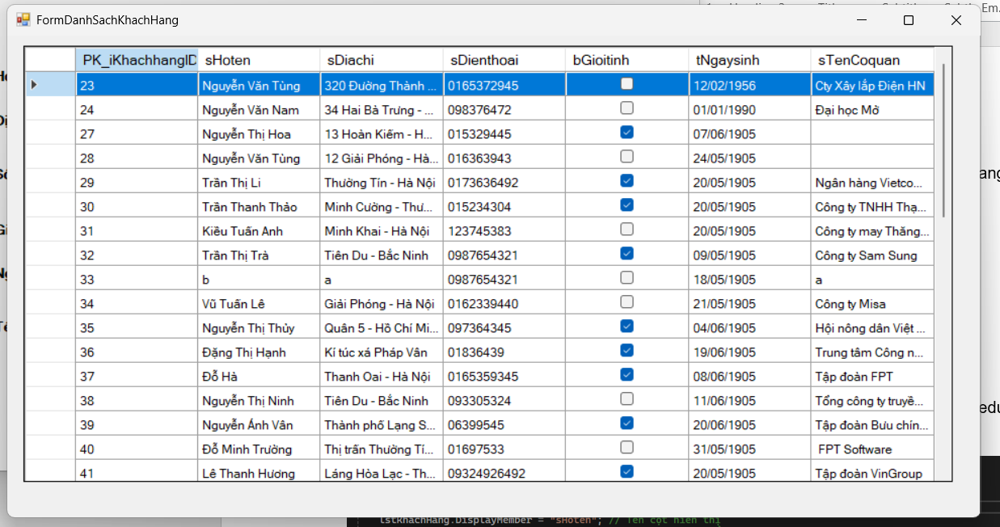 FormDanhSachKhachHang
PK_iKhachhangID sHoten sDiachi sDienthoai bGioitinh tNgaysinh sTenCoquan
23 Nguyễn Văn Tùng 320 Đường Thành ... 0165372945 12/02/1956 Cty Xây lắp Điện HN
24 Nguyễn Văn Nam 34 Hai Bà Trưng - ... 098376472 01/01/1990 Đại học Mở
27 Nguyễn Thị Hoa 13 Hoàn Kiếm - H... 015329445 07/06/1905
28 Nguyễn Văn Tùng 12 Giải Phóng - Hà... 016363943 24/05/1905
29 Trần Thị Li Thường Tín - Hà Nội 0173636492 20/05/1905 Ngân hàng Vietco...
30 Trần Thanh Thảo Minh Cường - Thư... 015234304 20/05/1905 Công ty TNHH Thạ...
31 Kiều Tuấn Anh Minh Khai - Hà Nội 123745383 20/05/1905 Công ty may Thăng...
32 Trần Thị Trà Tiên Du - Bắc Ninh 0987654321 09/05/1905 Công ty Sam Sung
33 b a 0987654321 18/05/1905 a
34 Vũ Tuấn Lê Giải Phóng - Hà Nội 0162339440 21/05/1905 Công ty Misa
35 Nguyễn Thị Thủy Quân 5 - Hồ Chí Mi... 097364345 04/06/1905 Hội nông dân Việt ...
36 Đặng Thị Hạnh Kí túc xá Pháp Vân 01836439 19/06/1905 Trung tâm Công n...
37 Đỗ Hà Thanh Oai - Hà Nội 0165359345 08/06/1905 Tập đoàn FPT
38 Nguyễn Thị Ninh Tiên Du - Bắc Ninh 093305324 11/06/1905 Tổng công ty truyề...
39 Nguyễn Ánh Vân Thành phố Lạng S... 06399545 20/06/1905 Tập đoàn Bưu chín...
40 Đỗ Minh Trường Thị trấn Thường Tí... 01697533 31/05/1905 FPT Software
41 Lê Thanh Hương Láng Hòa Lạc - Th... 09324926492 20/05/1905 Tập đoàn VinGroup
lstKhachHang.DisplayMember = "sHoten"; // Tên cột hiển thị